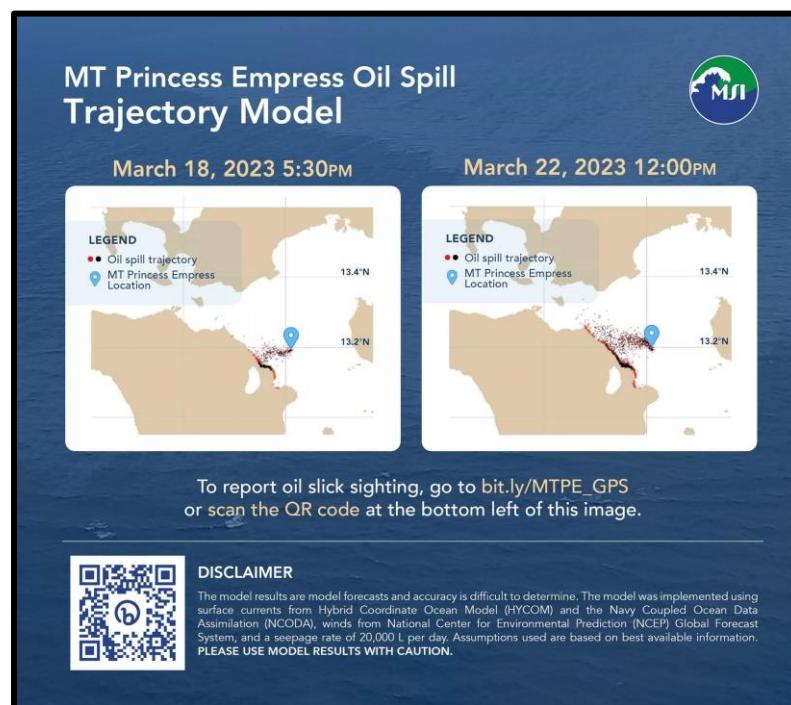 MT Princess Empress Oil Spill
Trajectory Model
MSI
March 18, 2023 5:30PM
March 22, 2023 12:00PM
LEGEND
Oil spill trajectory
MT Princess Empress
Location
13.4°N
13.2°N
LEGEND
Oil spill trajectory
MT Princess Empress
Location
13.4°N
13.2°N
To report oil slick sighting, go to bit.ly/MTPE_GPS
or scan the QR code at the bottom left of this image.
DISCLAIMER
The model results are model forecasts and accuracy is difficult to determine. The model was implemented using
surface currents from Hybrid Coordinate Ocean Model (HYCOM) and the Navy Coupled Ocean Data
Assimilation (NCODA), winds from National Center for Environmental Prediction (NCEP) Global Forecast
System, and a seepage rate of 20,000 L per day. Assumptions used are based on best available information.
PLEASE USE MODEL RESULTS WITH CAUTION.